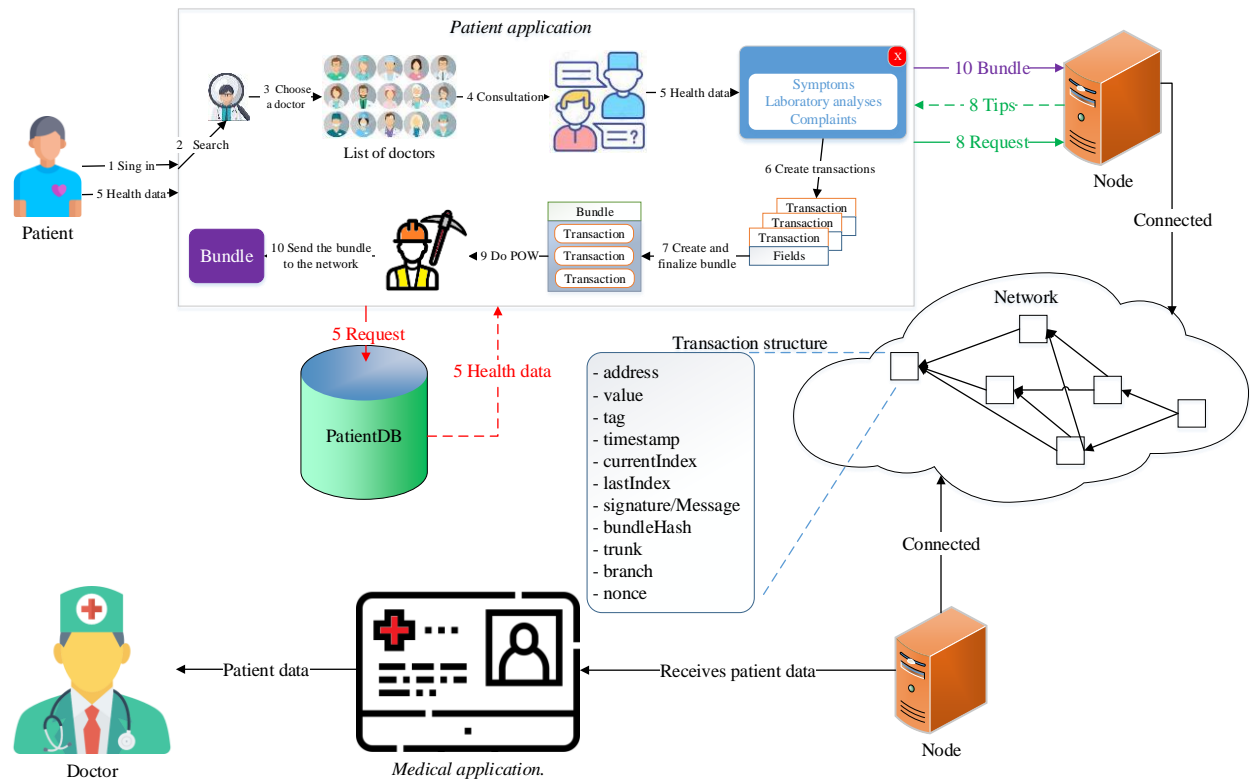 Patient application
3 Choose
a doctor
4 Consultation
5 Health data
X
Symptoms
Laboratory analyses
Complaints
10 Bundle
8 Tips
8 Request
Node
2 Search
1 Sing in
5 Health data
Patient
List of doctors
6 Create transactions
Transaction
Transaction
Transaction
Fields
7 Create and
finalize bundle
Bundle
Transaction
Transaction
Transaction
9 Do POW
10 Send the bundle
to the network
Bundle
Connected
5 Request
5 Health data
PatientDB
Network
Transaction structure
- address
- value
- tag
- timestamp
- currentIndex
- lastIndex
- signature/Message
- bundleHash
- trunk
- branch
- nonce
Connected
Node
Receives patient data
Medical application.
Patient data
Doctor